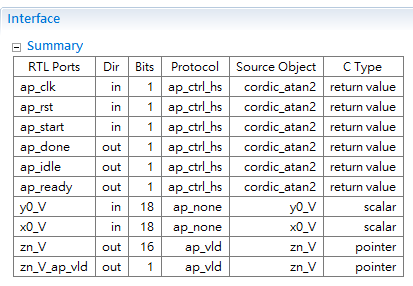 Interface
Summary
RTL Ports Dir Bits Protocol Source Object C Type
ap_clk in 1 ap_ctrl_hs cordic_atan2 return value
ap_rst in 1 ap_ctrl_hs cordic_atan2 return value
ap_start in 1 ap_ctrl_hs cordic_atan2 return value
ap_done out 1 ap_ctrl_hs cordic_atan2 return value
ap_idle out 1 ap_ctrl_hs cordic_atan2 return value
ap_ready out 1 ap_ctrl_hs cordic_atan2 return value
y0_V in 18 ap_none y0_V scalar
x0_V in 18 ap_none x0_V scalar
zn_V out 16 ap_vld zn_V pointer
zn_V_ap_vld out 1 ap_vld zn_V pointer